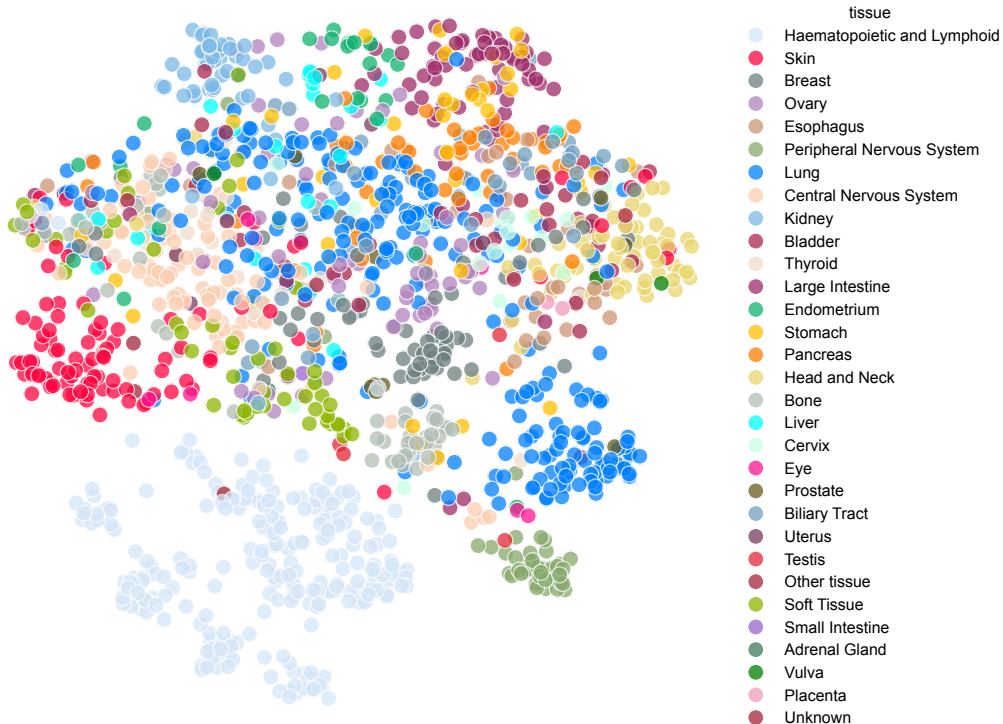 tissue
Haematopoietic and Lymphoid
Skin
Breast
Ovary
Esophagus
Peripheral Nervous System
Lung
Central Nervous System
Kidney
Bladder
Thyroid
Large Intestine
Endometrium
Stomach
Pancreas
Head and Neck
Bone
Liver
Cervix
Eye
Prostate
Biliary Tract
Uterus
Testis
Other tissue
Soft Tissue
Small Intestine
Adrenal Gland
Vulva
Placenta
Unknown